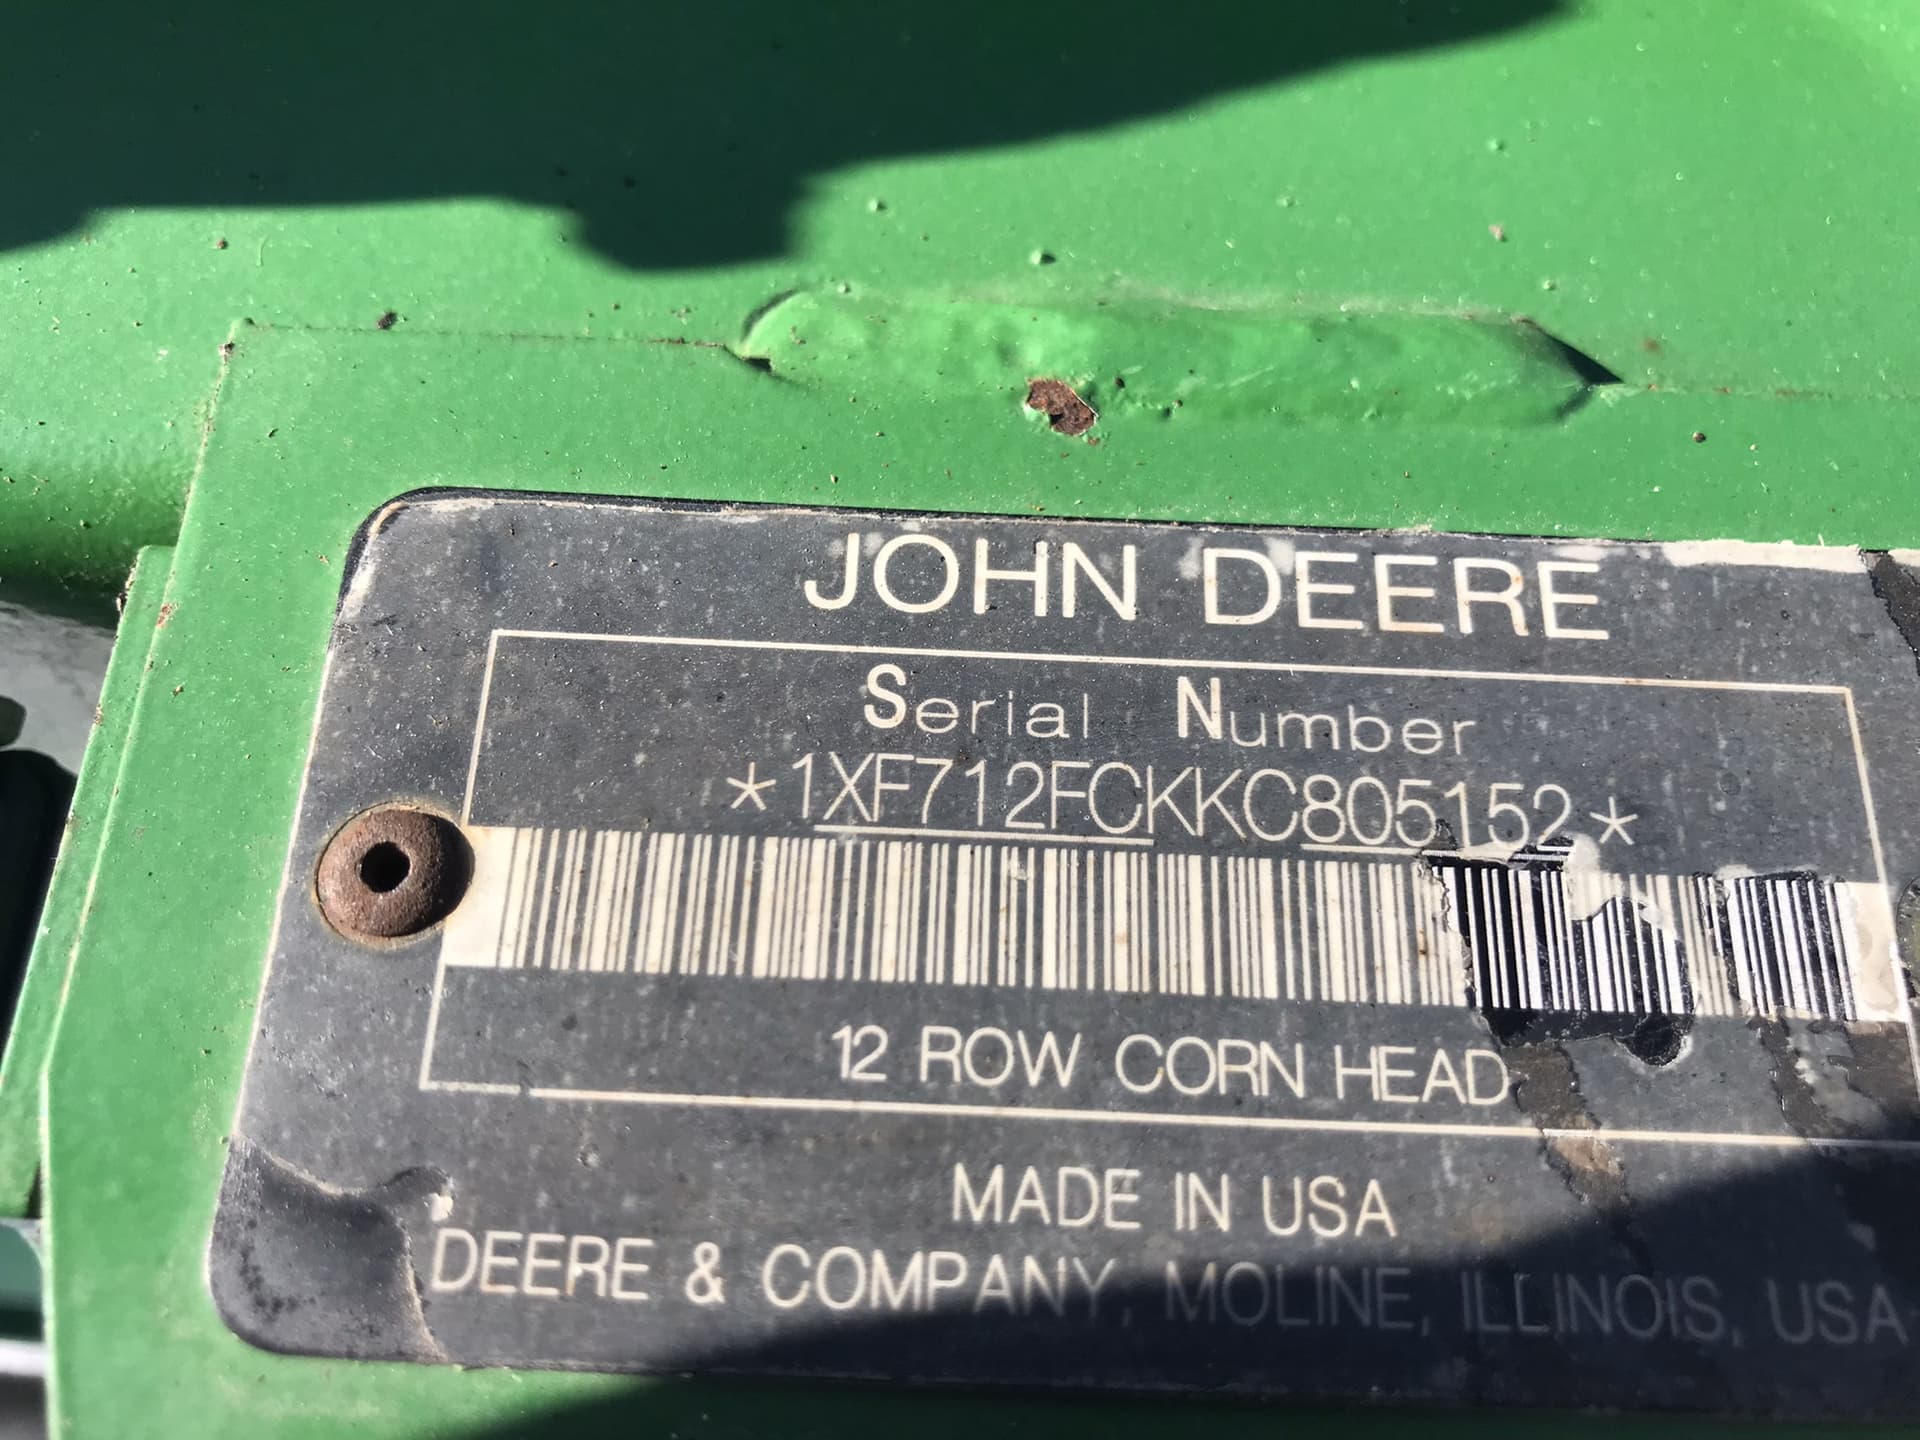 JOHN DEERE
Serial Number
*1XF712FCKKC805152*
12 ROW CORN HEAD
MADE IN USA
DEERE & COMPANY, MOLINE, ILLINOIS, USA